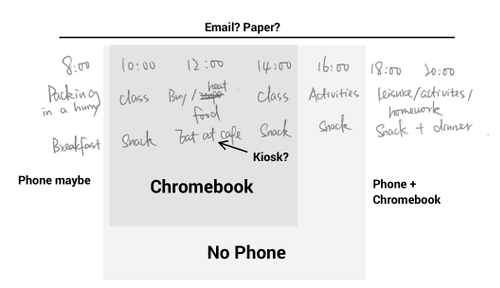 Email? Paper?
8:00 10:00 12:00 14:00 16:00 18:00 20:00
Packing in a hurry
class
Buy / heat food
class
Activities
Leisure/activites/ homework
Breakfast
Snack
Eat at cafe
Snack
Snack
Snack + dinner
Kiosk?
Phone maybe
Chromebook
Phone +
Chromebook
No Phone